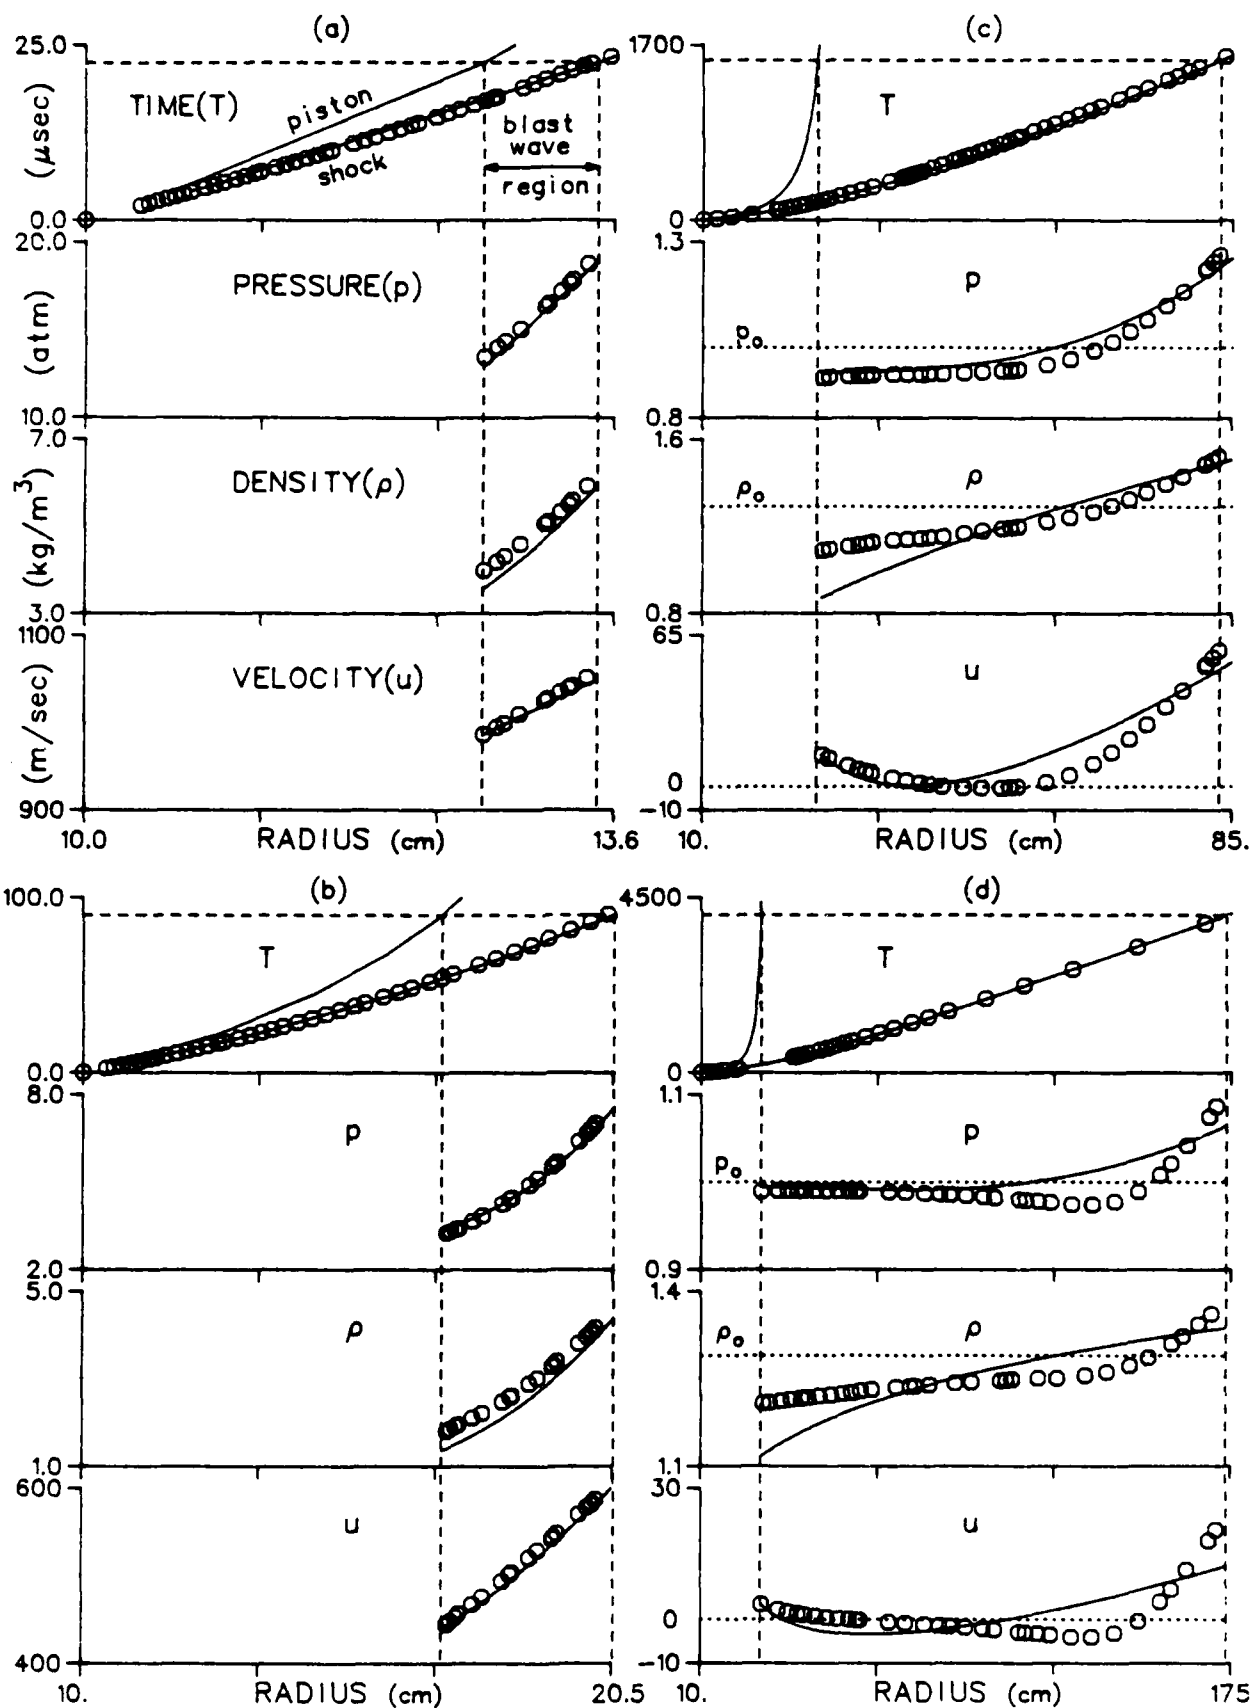 (a)
25.0
TIME(T)
piston
shock
blast
wave
region
(μsec)
0.0
20.0
PRESSURE(p)
(atm)
10.0
7.0
DENSITY(ρ)
(kg/m³)
3.0
1100
VELOCITY(u)
(m/sec)
900
10.0
RADIUS (cm)
13.6
(c)
1700
T
0
1.3
p
p₀
0.8
1.6
ρ
ρ₀
0.8
65
u
0
-10
10.
RADIUS (cm)
85.
(b)
100.0
T
0.0
8.0
p
2.0
5.0
ρ
1.0
600
u
400
10.
RADIUS (cm)
20.5
(d)
4500
T
0
1.1
p
p₀
0.9
1.4
ρ
ρ₀
1.1
30
u
0
-10
10.
RADIUS (cm)
175